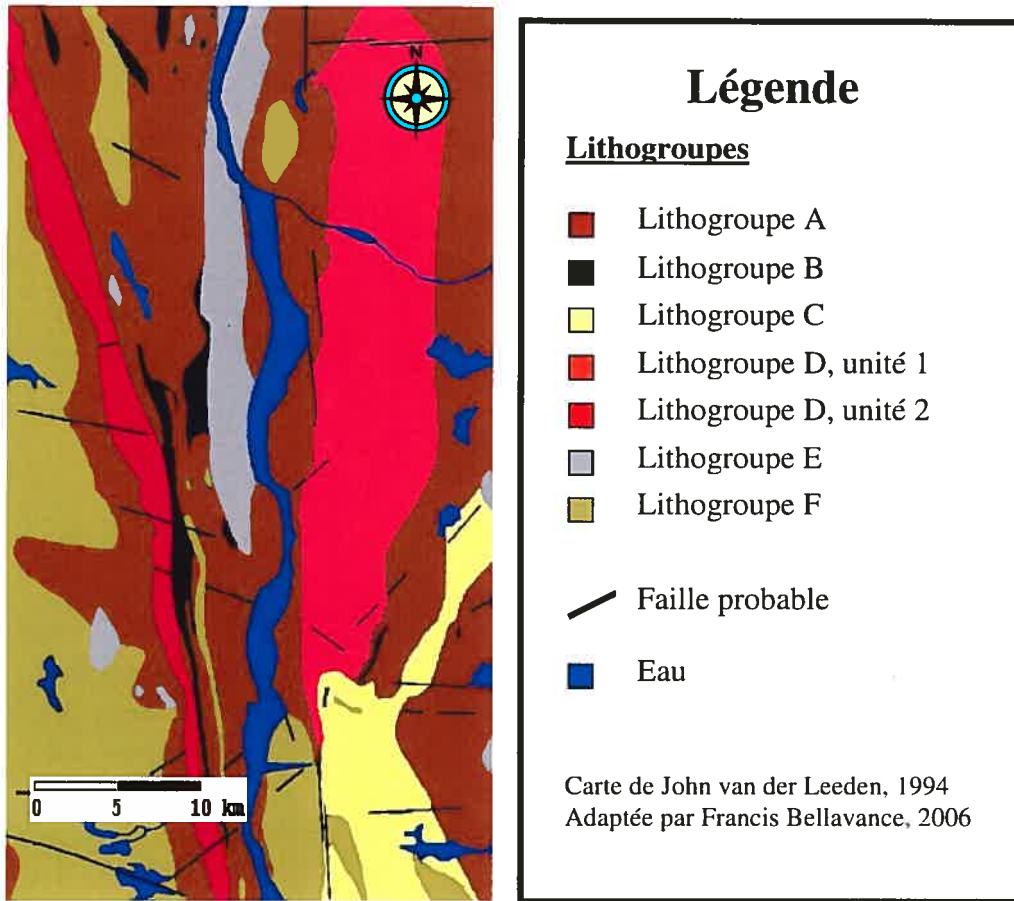 N
0 5 10 km
Légende
Lithogroupes
Lithogroupe A
Lithogroupe B
Lithogroupe C
Lithogroupe D, unité 1
Lithogroupe D, unité 2
Lithogroupe E
Lithogroupe F
Faille probable
Eau
Carte de John van der Leeden, 1994
Adaptée par Francis Bellavance, 2006